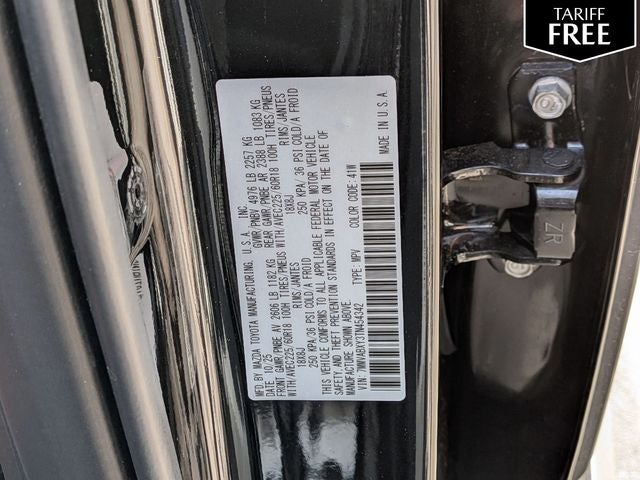 TARIFF
FREE
MFD.BY MAZDA TOYOTA MANUFACTURING, U.S.A. INC.
DATE: 10/25 GVWR PNBV 4976 LB 2257 KG
FRONT GAWR PNBE AV 2606 LB 1182 KG REAR GAWR PNBE AR 2388 LB 1083 KG
WITH/AVEC225/60R18 100H TIRES/PNEUS WITH/AVEC225/60R18 100H TIRES/PNEUS
18X8J RIMS/JANTES 18X8J RIMS/JANTES
250 KPA/36 PSI COLD/A FROID 250 KPA/ 36 PSI COLD/A FROID
THIS VEHICLE CONFORMS TO ALL APPLICABLE FEDERAL MOTOR VEHICLE
SAFETY, AND THEFT PREVENTION STANDARDS IN EFFECT ON THE DATE OF
MANUFACTURE SHOWN ABOVE.
VIN: TYPE: MPV COLOR CODE: 41W
MADE IN U.S.A.
ZR